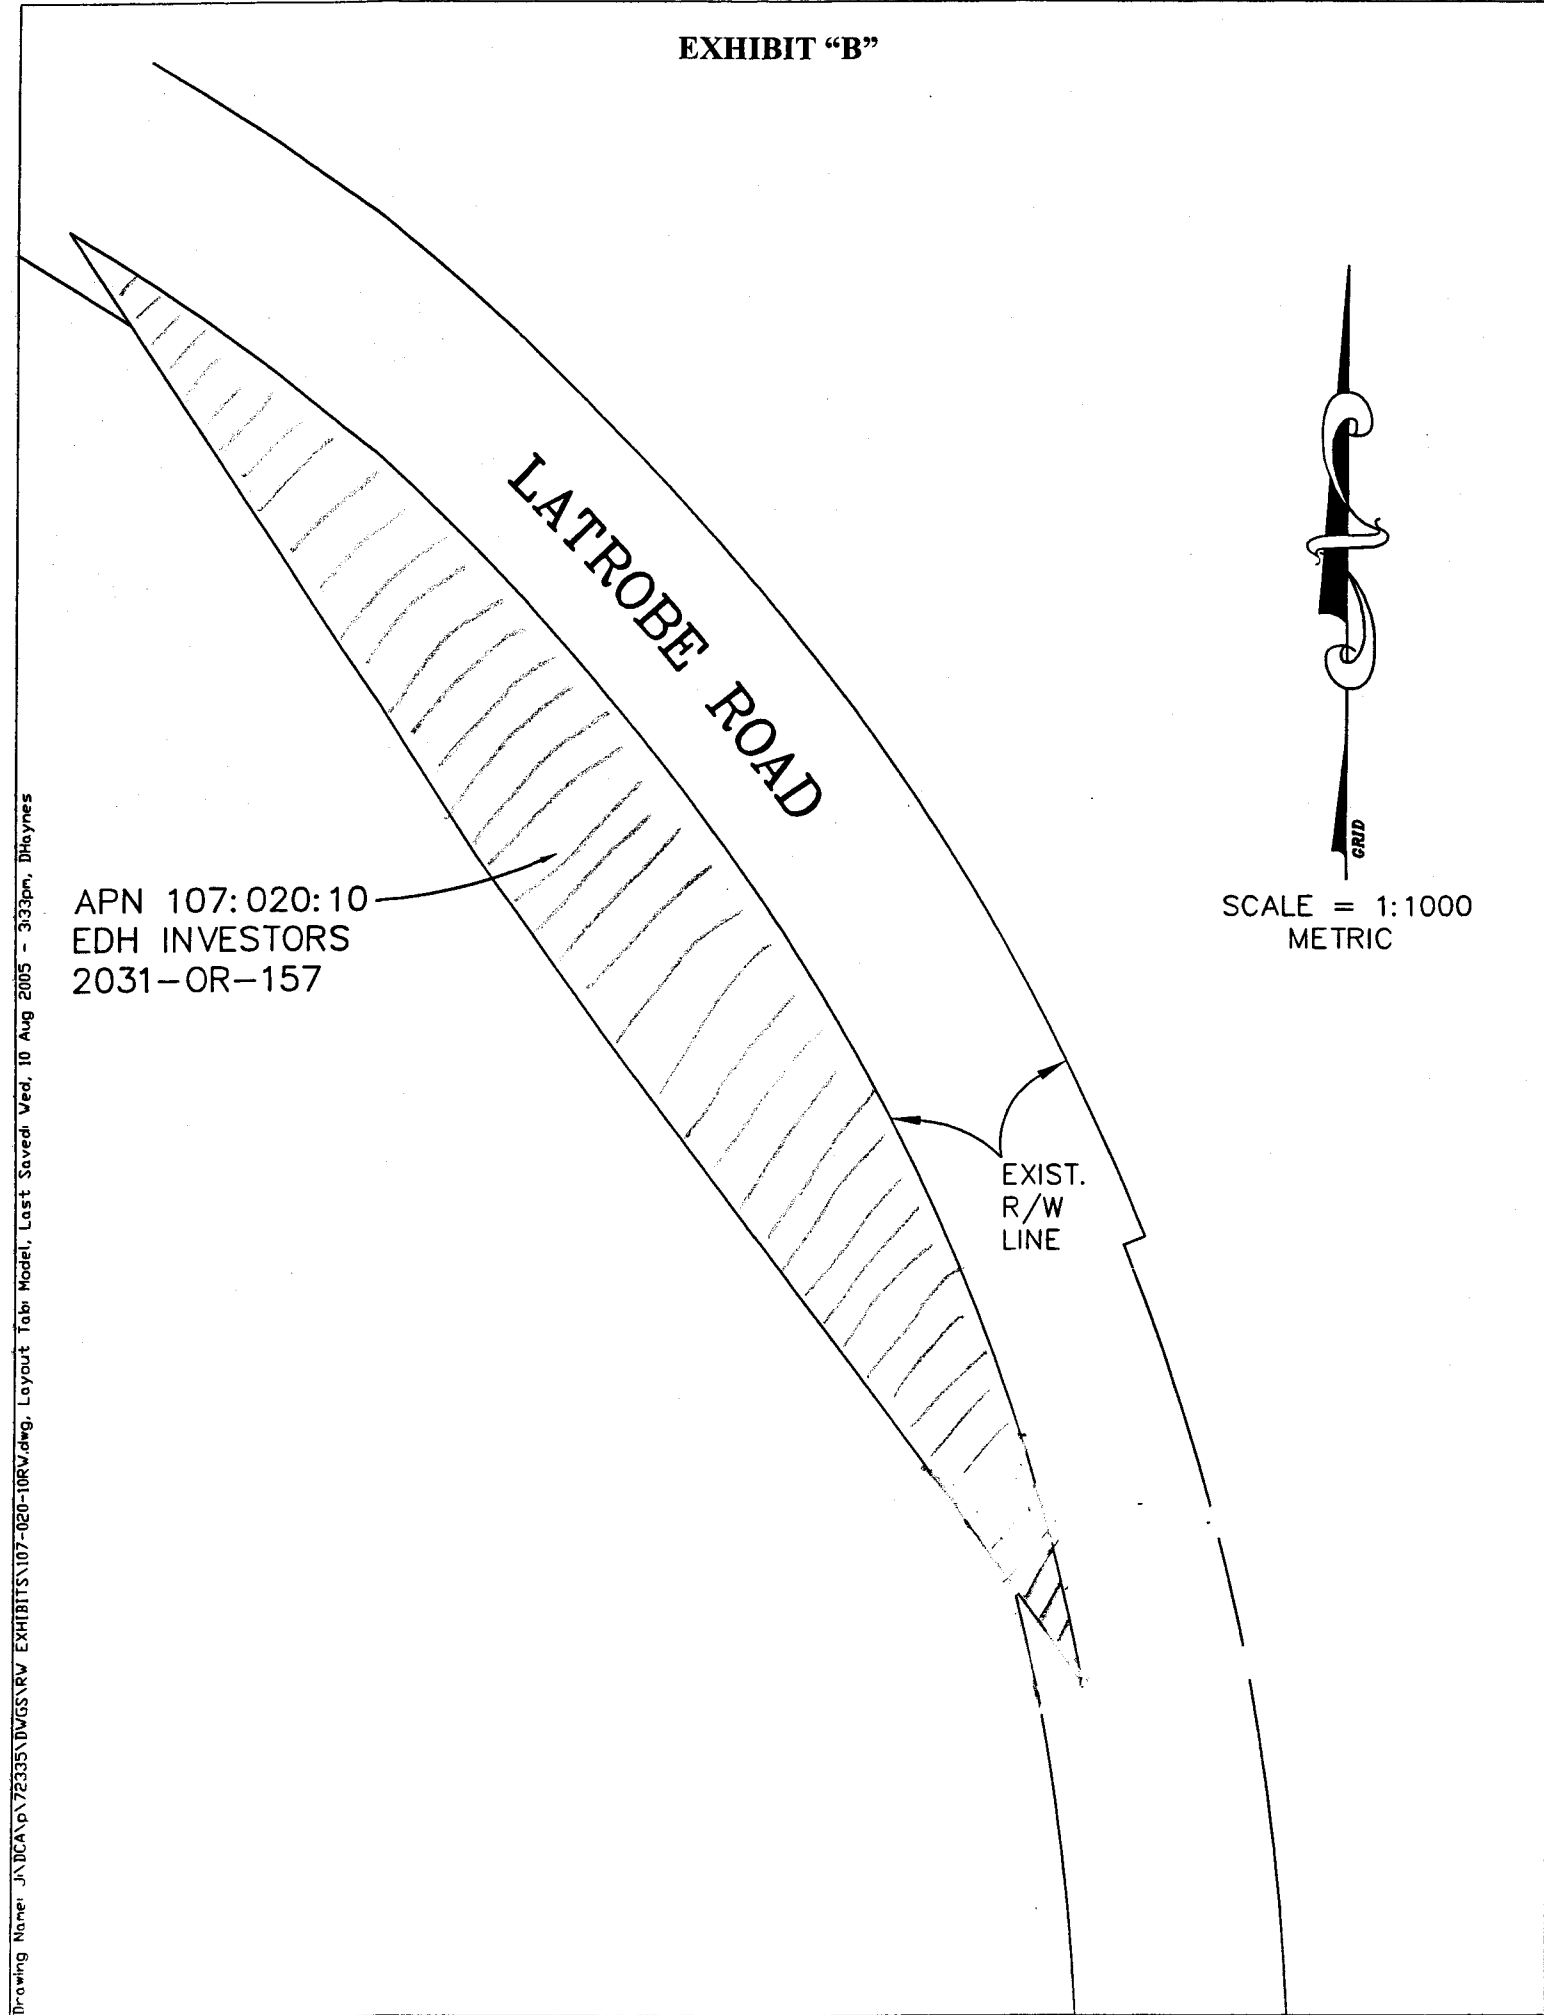 EXHIBIT “B”
LATROBE ROAD
GRID
SCALE = 1:1000
METRIC
APN 107:020:10
EDH INVESTORS
2031-OR-157
EXIST.
R/W
LINE
Drawing Name: J:\DCA\p\72335\DWGS\RW EXHIBITS\107-020-10RW.dwg, Layout Tab: Model, Last Saved: Wed, 10 Aug 2005 - 3:33pm, DHaynes